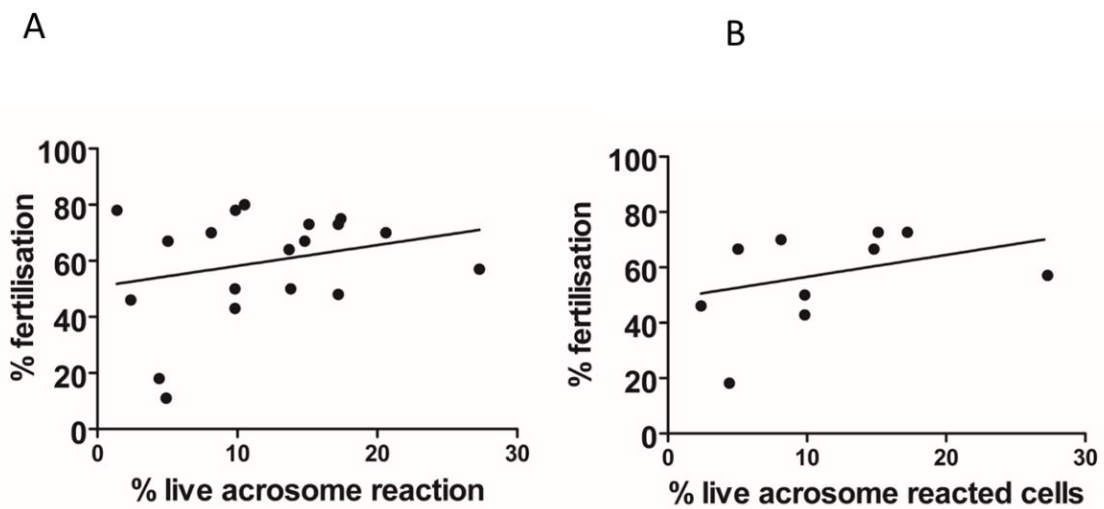 A
B
% fertilisation
100
80
60
40
20
0
0 10 20 30
% live acrosome reaction
% fertilisation
100
80
60
40
20
0
0 10 20 30
% live acrosome reacted cells